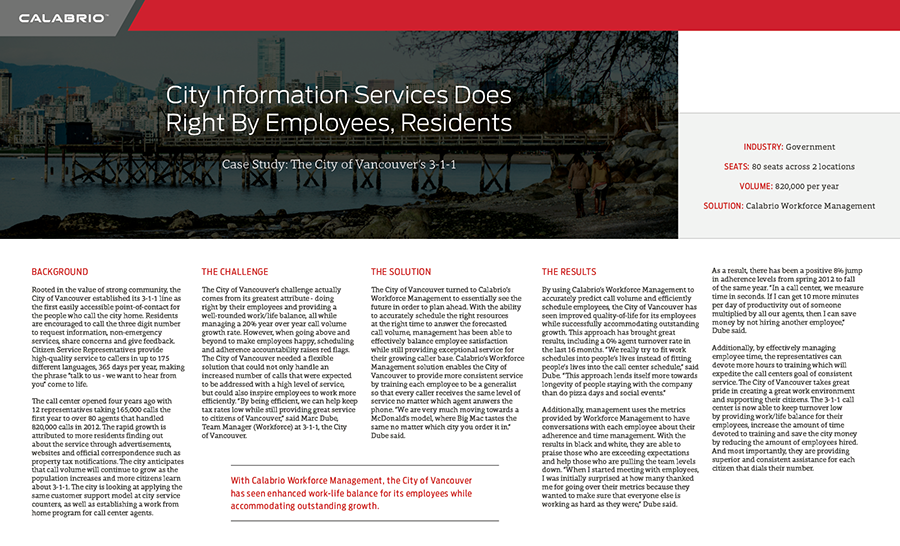 CALABRIO™
City Information Services Does
Right By Employees, Residents
Case Study: The City of Vancouver's 3-1-1
INDUSTRY: Government
SEATS: 80 seats across 2 locations
VOLUME: 820,000 per year
SOLUTION: Calabrio Workforce Management
BACKGROUND
Rooted in the value of strong community, the
City of Vancouver established its 3-1-1 line as
the first easily accessible point-of-contact for
the people who call the city home. Residents
are encouraged to call the three digit number
to request information, non-emergency
services, share concerns and give feedback.
Citizen Service Representatives provide
high-quality service to callers in up to 175
different languages, 365 days per year, making
the phrase "talk to us - we want to hear from
you" come to life.
The call center opened four years ago with
12 representatives taking 165,000 calls the
first year to over 80 agents that handled
820,000 calls in 2012. The rapid growth is
attributed to more residents finding out
about the service through advertisements,
websites and official correspondence such as
property tax notifications. The city anticipates
that call volume will continue to grow as the
population increases and more citizens learn
about 3-1-1. The city is looking at applying the
same customer support model at city service
counters, as well as establishing a work from
home program for call center agents.
THE CHALLENGE
The City of Vancouver's challenge actually
comes from its greatest attribute - doing
right by their employees and providing a
well-rounded work/life balance, all while
managing a 20% year over year call volume
growth rate. However, when going above and
beyond to make employees happy, scheduling
and adherence accountability raises red flags.
The City of Vancouver needed a flexible
solution that could not only handle an
increased number of calls that were expected
to be addressed with a high level of service,
but could also inspire employees to work more
efficiently. "By being efficient, we can help keep
tax rates low while still providing great service
to citizens of Vancouver," said Marc Dube,
Team Manager (Workforce) at 3-1-1, the City
of Vancouver.
THE SOLUTION
The City of Vancouver turned to Calabrio's
Workforce Management to essentially see the
future in order to plan ahead. With the ability
to accurately schedule the right resources
at the right time to answer the forecasted
call volume, management has been able to
effectively balance employee satisfaction
while still providing exceptional service for
their growing caller base. Calabrio's Workforce
Management solution enables the City of
Vancouver to provide more consistent service
by training each employee to be a generalist
so that every caller receives the same level of
service no matter which agent answers the
phone. "We are very much moving towards a
McDonald's model, where Big Mac tastes the
same no matter which city you order it in."
Dube said.
With Calabrio Workforce Management, the City of Vancouver
has seen enhanced work-life balance for its employees while
accommodating outstanding growth.
THE RESULTS
By using Calabrio's Workforce Management to
accurately predict call volume and efficiently
schedule employees, the City of Vancouver has
seen improved quality-of-life for its employees
while successfully accommodating outstanding
growth. This approach has brought great
results, including a 0% agent turnover rate in
the last 16 months. "We really try to fit work
schedules into people's lives instead of fitting
people's lives into the call center schedule," said
Dube. "This approach lends itself more towards
longevity of people staying with the company
than do pizza days and social events."
Additionally, management uses the metrics
provided by Workforce Management to have
conversations with each employee about their
adherence and time management. With the
results in black and white, they are able to
praise those who are exceeding expectations
and help those who are pulling the team levels
down. "When I started meeting with employees,
I was initially surprised at how many thanked
me for going over their metrics because they
wanted to make sure that everyone else is
working as hard as they were," Dube said.
As a result, there has been a positive 8% jump
in adherence levels from spring 2012 to fall
of the same year. "In a call center, we measure
time in seconds. If I can get 10 more minutes
per day of productivity out of someone
multiplied by all our agents, then I can save
money by not hiring another employee,"
Dube said.
Additionally, by effectively managing
employee time, the representatives can
devote more hours to training which will
expedite the call centers goal of consistent
service. The City of Vancouver takes great
pride in creating a great work environment
and supporting their citizens. The 3-1-1 call
center is now able to keep turnover low
by providing work/life balance for their
employees, increase the amount of time
devoted to training and save the city money
by reducing the amount of employees hired.
And most importantly, they are providing
superior and consistent assistance for each
citizen that dials their number.